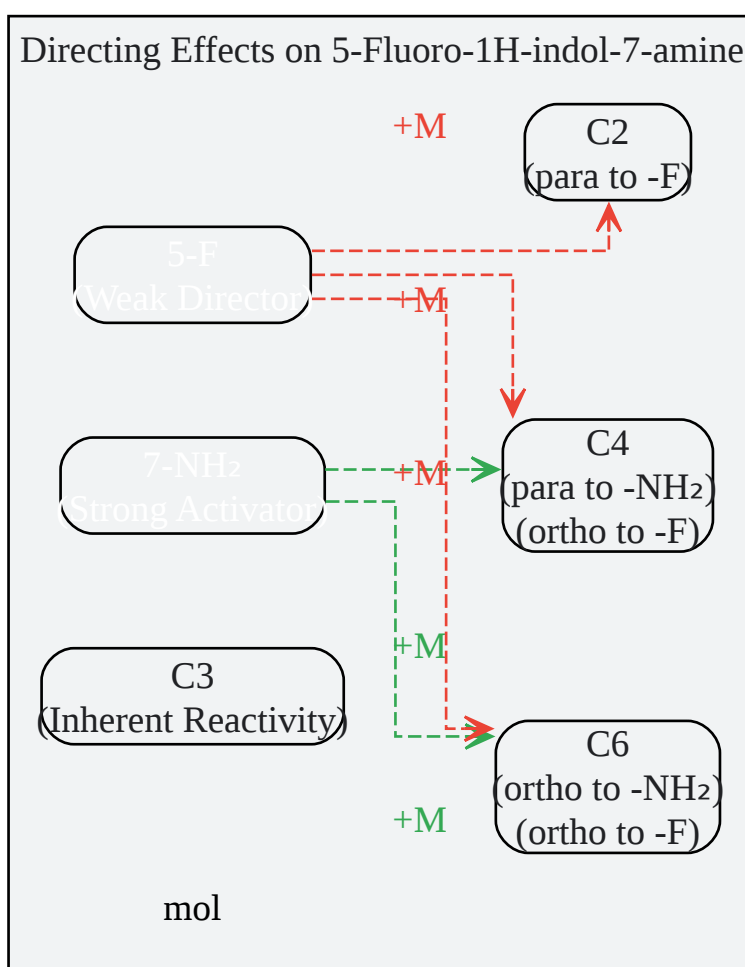 Directing Effects on 5-Fluoro-1H-indol-7-amine
+M
C2
(para to -F)
5-F
(Weak Director)
+M
C4
(para to -NH₂)
(ortho to -F)
7-NH₂
(Strong Activator)
+M
+M
C3
(Inherent Reactivity)
C6
(ortho to -NH₂)
(ortho to -F)
+M
mol